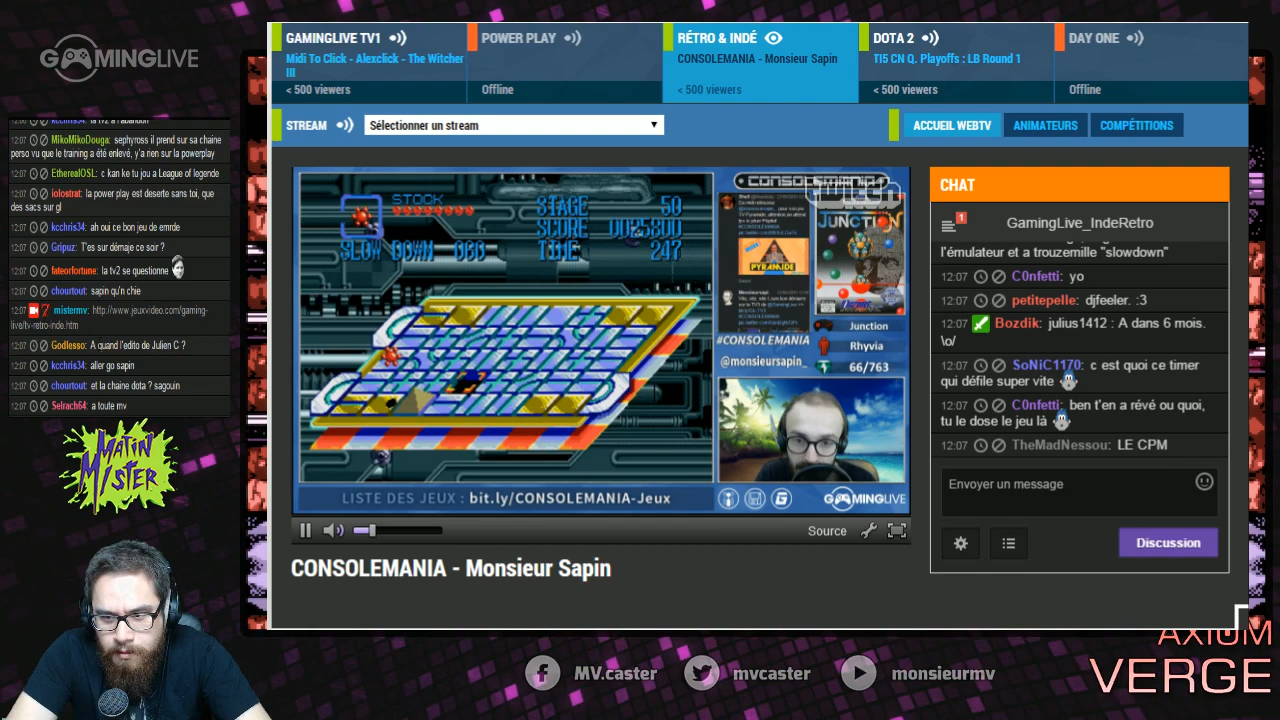 GAMINGLIVE
GAMINGLIVE TV1
Midi To Click - Alexclick - The Witcher
III
< 500 viewers
POWER PLAY
Offline
RÉTRO & INDÉ
CONSOLEMANIA - Monsieur Sapin
< 500 viewers
DOTA 2
TI5 CN Q. Playoffs : LB Round 1
< 500 viewers
DAY ONE
Offline
STREAM
Sélectionner un stream
ACCUEIL WEBTV
ANIMATEURS
COMPÉTITIONS
12:06 kcchris34: la tv2 à l'abandon
12:07 MikoMikoDouga: sephyross il prend sur sa chaine
perso vu que le training a été enlevé, y'a rien sur la powerplay
12:07 EtherealOSL: c kan ke tu jou a League of legende
12:07 iolostrat: la power play est deserte sans toi, que
des sacs sur d
12:07 kcchris34: ah oui ce bon jeu de emrde
12:07 Gripuz: T'es sur démaje ce soir ?
12:07 fateorfortune: la tv2 se questionne
12:07 chourtout: sapin qu'n chie
12:07 mistermv: http://www.jeuxvideo.com/gaming-
live/tv-retro-inde.htm
12:07 Godlesso: A quand l'edito de Julien C ?
12:07 kcchris34: aller go sapin
12:07 chourtout: et la chaine dota ? sagouin
12:07 Selrach64: a toute mv
MATIN
MISTER
STOCK
STAGE 50
SCORE 0025800
SLOW DOWN 060
TIME 247
CONSOLEMANIA
twitch
PYRAMIDE
JUNCTION
#CONSOLEMANIA
@monsieursapin_
Junction
Rhyvia
66/763
LISTE DES JEUX : bit.ly/CONSOLEMANIA-Jeux
GAMINGLIVE
Source
CONSOLEMANIA - Monsieur Sapin
CHAT
1
GamingLive_IndeRetro
l'émulateur et a trouzemille "slowdown"
12:07 C0nfetti: yo
12:07 petitepelle: djfeeler. :3
12:07 Bozdik: julius1412 : A dans 6 mois.
\o/
12:07 SoNiC1170: c est quoi ce timer
qui défile super vite
12:07 C0nfetti: ben t'en a révé ou quoi,
tu le dose le jeu là
12:07 TheMadNessou: LE CPM
Envoyer un message
Discussion
MV.caster
mvcaster
monsieurmv
AXIOM
VERGE